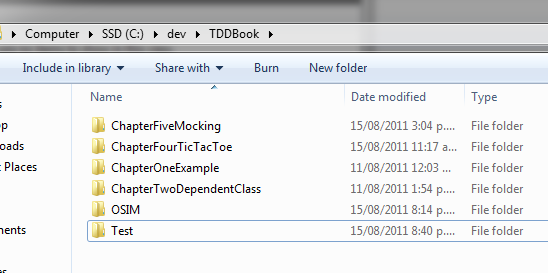 Computer ▸ SSD (C:) ▸ dev ▸ TDDBook ▸
Include in library Share with Burn New folder
Name Date modified Type
ChapterFiveMocking 15/08/2011 3:04 p.... File folder
ChapterFourTicTacToe 15/08/2011 11:17 a... File folder
ChapterOneExample 11/08/2011 12:03 ... File folder
ChapterTwoDependentClass 11/08/2011 1:54 p.... File folder
OSIM 15/08/2011 8:14 p.... File folder
Test 15/08/2011 8:40 p.... File folder
oads
Places
ments